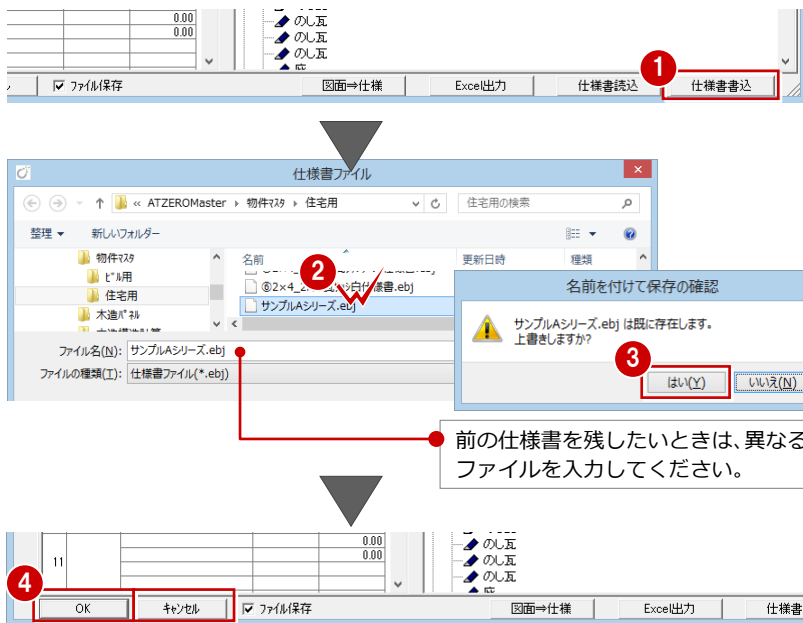 0.00
0.00
のし瓦
のし瓦
のし瓦
1
ファイル保存
図面⇒仕様
Excel出力
仕様書読込
仕様書書込
仕様書ファイル
« ATZEROMaster ▸ 物件ﾏｽﾀ ▸ 住宅用
住宅用の検索
整理 ▼
新しいフォルダー
物件ﾏｽﾀ
ﾋﾞﾙ用
住宅用
木造ﾊﾟﾈﾙ
名前
更新日時
種類
サンプルAシリーズ.ebj
2
ファイル名(N):
サンプルAシリーズ.ebj
ファイルの種類(T):
仕様書ファイル(*.ebj)
名前を付けて保存の確認
サンプルAシリーズ.ebj は既に存在します。
上書きしますか?
3
はい(Y)
いいえ(N)
前の仕様書を残したいときは、異なる
ファイルを入力してください。
0.00
0.00
11
のし瓦
のし瓦
のし瓦
4
OK
ｷｬﾝｾﾙ
ファイル保存
図面⇒仕様
Excel出力
仕様書